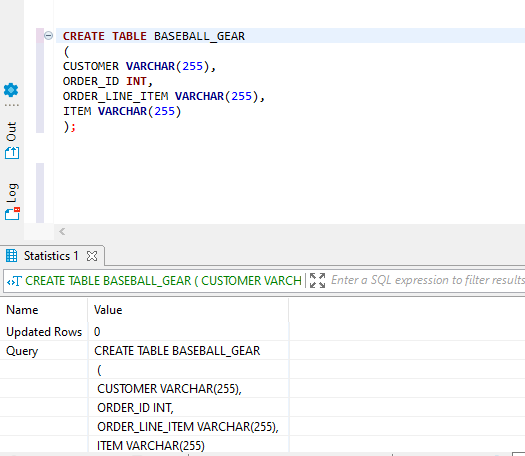 CREATE TABLE BASEBALL_GEAR
(
CUSTOMER VARCHAR(255),
ORDER_ID INT,
ORDER_LINE_ITEM VARCHAR(255),
ITEM VARCHAR(255)
);
Out
Log
Statistics 1
CREATE TABLE BASEBALL_GEAR ( CUSTOMER VARCH
Enter a SQL expression to filter results
Name Value
Updated Rows 0
Query CREATE TABLE BASEBALL_GEAR
(
CUSTOMER VARCHAR(255),
ORDER_ID INT,
ORDER_LINE_ITEM VARCHAR(255),
ITEM VARCHAR(255)